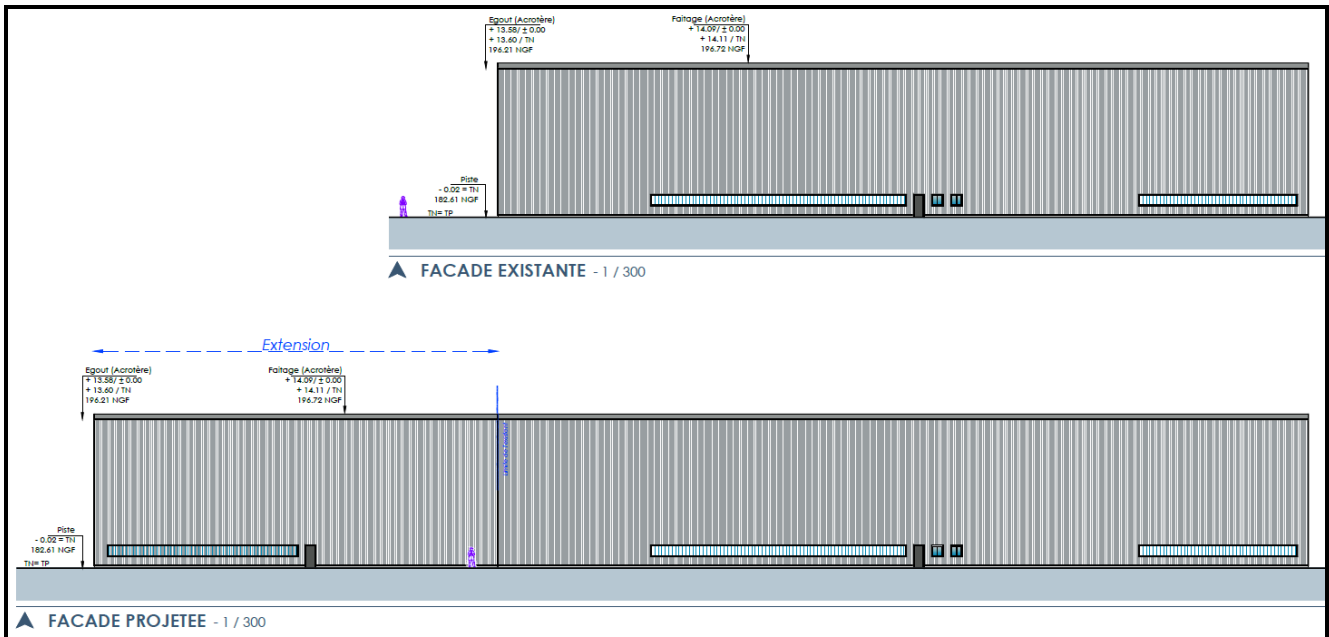 Egout (Acrotère)
+ 13.58/ ± 0.00
+ 13.60 / TN
196.21 NGF
Faitage (Acrotère)
+ 14.09/ ± 0.00
+ 14.11 / TN
196.72 NGF
Piste
- 0.02 = TN
182.61 NGF
TN= TP
FACADE EXISTANTE - 1 / 300
Extension
Egout (Acrotère)
+ 13.58/ ± 0.00
+ 13.60 / TN
196.21 NGF
Faitage (Acrotère)
+ 14.09/ ± 0.00
+ 14.11 / TN
196.72 NGF
Piste
- 0.02 = TN
182.61 NGF
TN= TP
FACADE PROJETEE - 1 / 300